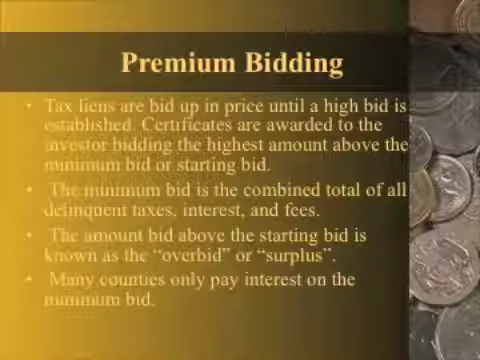 Premium Bidding
• Tax liens are bid up in price until a high bid is
established. Certificates are awarded to the
investor bidding the highest amount above the
minimum bid or starting bid.
• The minimum bid is the combined total of all
delinquent taxes, interest, and fees.
• The amount bid above the starting bid is
known as the “overbid” or “surplus”.
• Many counties only pay interest on the
minimum bid.